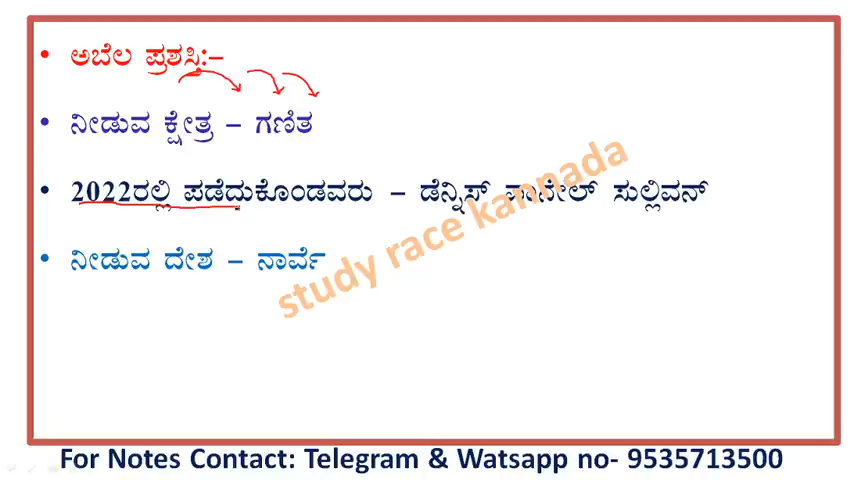 • ಅಬೆಲ ಪ್ರಶಸ್ತಿ:–
• ನೀಡುವ ಕ್ಷೇತ್ರ – ಗಣಿತ
• 2022ರಲ್ಲಿ ಪಡೆದುಕೊಂಡವರು – ಡೆನ್ನಿಸ್ ಪಾನೇಲ್ ಸುಲ್ಲಿವನ್
• ನೀಡುವ ದೇಶ – ನಾರ್ವೆ
study race kannada
For Notes Contact: Telegram & Watsapp no- 9535713500